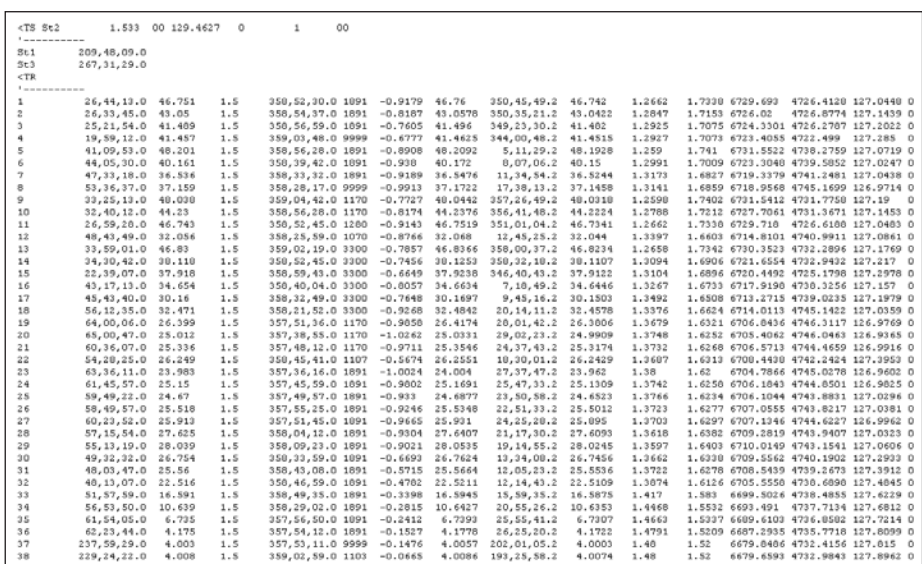 <TS St2 1.533 00 129.4627 0 1 00
'----------
St1 209,48,09.0
St3 267,31,29.0
<TR
'----------
1 26,44,13.0 46.751 1.5 358,52,30.0 1891 -0.9179 46.76 350,45,49.2 46.742 1.2662 1.7338 6729.693 4726.4128 127.0448 0
2 26,33,45.0 43.05 1.5 358,54,37.0 1891 -0.8187 43.0578 350,35,21.2 43.0422 1.2847 1.7153 6726.02 4726.8774 127.1439 0
3 25,21,54.0 41.489 1.5 358,56,59.0 1891 -0.7605 41.496 349,23,30.2 41.482 1.2925 1.7075 6724.3301 4726.2787 127.2022 0
4 19,59,12.0 41.457 1.5 359,03,48.0 9999 -0.6777 41.4625 344,00,48.2 41.4515 1.2927 1.7073 6723.4055 4722.499 127.285 0
5 41,09,53.0 48.201 1.5 358,56,28.0 1891 -0.8908 48.2092 5,11,29.2 48.1928 1.259 1.741 6731.5522 4738.2759 127.0719 0
6 44,05,30.0 40.161 1.5 358,39,42.0 1891 -0.938 40.172 8,07,06.2 40.15 1.2991 1.7009 6723.3048 4739.5852 127.0247 0
7 47,33,18.0 36.536 1.5 358,33,32.0 1891 -0.9189 36.5476 11,34,54.2 36.5244 1.3173 1.6827 6719.3379 4741.2481 127.0438 0
8 53,36,37.0 37.159 1.5 358,28,17.0 9999 -0.9913 37.1722 17,38,13.2 37.1458 1.3141 1.6859 6718.9568 4745.1699 126.9714 0
9 33,25,13.0 48.038 1.5 359,04,42.0 1170 -0.7727 48.0442 357,26,49.2 48.0318 1.2598 1.7402 6731.5412 4731.7758 127.19 0
10 32,40,12.0 44.23 1.5 358,56,28.0 1170 -0.8174 44.2376 356,41,48.2 44.2224 1.2788 1.7212 6727.7061 4731.3671 127.1453 0
11 26,59,28.0 46.743 1.5 358,52,45.0 1280 -0.9143 46.7519 351,01,04.2 46.7341 1.2662 1.7338 6729.718 4726.6188 127.0483 0
12 48,43,49.0 32.056 1.5 358,25,59.0 1070 -0.8766 32.068 12,45,25.2 32.044 1.3397 1.6603 6714.8101 4740.9911 127.0861 0
13 33,59,01.0 46.83 1.5 359,02,19.0 3300 -0.7857 46.8366 358,00,37.2 46.8234 1.2658 1.7342 6730.3523 4732.2896 127.1769 0
14 34,30,42.0 38.118 1.5 358,52,45.0 3300 -0.7456 38.1253 358,32,18.2 38.1107 1.3094 1.6906 6721.6554 4732.9432 127.217 0
15 22,39,07.0 37.918 1.5 358,59,43.0 3300 -0.6649 37.9238 346,40,43.2 37.9122 1.3104 1.6896 6720.4492 4725.1798 127.2978 0
16 43,17,13.0 34.654 1.5 358,40,04.0 3300 -0.8057 34.6634 7,18,49.2 34.6446 1.3267 1.6733 6717.9198 4738.3256 127.157 0
17 45,43,40.0 30.16 1.5 358,32,49.0 3300 -0.7648 30.1697 9,45,16.2 30.1503 1.3492 1.6508 6713.2715 4739.0235 127.1979 0
18 56,12,35.0 32.471 1.5 358,21,52.0 3300 -0.9268 32.4842 20,14,11.2 32.4578 1.3376 1.6624 6714.0113 4745.1422 127.0359 0
19 64,00,06.0 26.399 1.5 357,51,36.0 1170 -0.9858 26.4174 28,01,42.2 26.3806 1.3679 1.6321 6706.8436 4746.3117 126.9769 0
20 65,00,47.0 25.012 1.5 357,38,55.0 1170 -1.0262 25.0331 29,02,23.2 24.9909 1.3748 1.6252 6705.4062 4746.0463 126.9365 0
21 60,36,07.0 25.336 1.5 357,48,12.0 1170 -0.9711 25.3546 24,37,43.2 25.3174 1.3732 1.6268 6706.5713 4744.4659 126.9916 0
22 54,28,25.0 26.249 1.5 358,45,41.0 1107 -0.5674 26.2551 18,30,01.2 26.2429 1.3687 1.6313 6708.4438 4742.2424 127.3953 0
23 63,36,11.0 23.983 1.5 357,36,16.0 1891 -1.0024 24.004 27,37,47.2 23.962 1.38 1.62 6704.7866 4745.0278 126.9602 0
24 61,45,57.0 25.15 1.5 357,45,59.0 1891 -0.9802 25.1691 25,47,33.2 25.1309 1.3742 1.6258 6706.1843 4744.8501 126.9825 0
25 59,49,22.0 24.67 1.5 357,49,57.0 1891 -0.933 24.6877 23,50,58.2 24.6523 1.3766 1.6234 6706.1044 4743.8831 127.0296 0
26 58,49,57.0 25.518 1.5 357,55,25.0 1891 -0.9246 25.5348 22,51,33.2 25.5012 1.3723 1.6277 6707.0555 4743.8217 127.0381 0
27 60,23,52.0 25.913 1.5 357,51,45.0 1891 -0.9665 25.931 24,25,28.2 25.895 1.3703 1.6297 6707.1346 4744.6227 126.9962 0
28 57,15,54.0 27.625 1.5 358,04,12.0 1891 -0.9304 27.6407 21,17,30.2 27.6093 1.3618 1.6382 6709.2819 4743.9407 127.0323 0
29 55,13,19.0 28.039 1.5 358,09,23.0 1891 -0.9021 28.0535 19,14,55.2 28.0245 1.3597 1.6403 6710.0149 4743.1541 127.0606 0
30 49,32,32.0 26.754 1.5 358,33,59.0 1891 -0.6693 26.7624 13,34,08.2 26.7456 1.3662 1.6338 6709.5562 4740.1902 127.2933 0
31 48,03,47.0 25.56 1.5 358,43,08.0 1891 -0.5715 25.5664 12,05,23.2 25.5536 1.3722 1.6278 6708.5439 4739.2673 127.3912 0
32 48,13,07.0 22.516 1.5 358,46,59.0 1891 -0.4782 22.5211 12,14,43.2 22.5109 1.3874 1.6126 6705.5558 4738.6898 127.4845 0
33 51,57,59.0 16.591 1.5 358,49,35.0 1891 -0.3398 16.5945 15,59,35.2 16.5875 1.417 1.583 6699.5026 4738.4855 127.6229 0
34 56,53,50.0 10.639 1.5 358,29,02.0 1891 -0.2815 10.6427 20,55,26.2 10.6353 1.4468 1.5532 6693.491 4737.7134 127.6812 0
35 61,54,05.0 6.735 1.5 357,56,50.0 1891 -0.2412 6.7393 25,55,41.2 6.7307 1.4663 1.5337 6689.6103 4736.8582 127.7214 0
36 62,23,44.0 4.175 1.5 357,54,12.0 1891 -0.1527 4.1778 26,25,20.2 4.1722 1.4791 1.5209 6687.2935 4735.7718 127.8099 0
37 237,59,29.0 4.003 1.5 357,53,11.0 9999 -0.1476 4.0057 202,01,05.2 4.0003 1.48 1.52 6679.8486 4732.4156 127.815 0
38 229,24,22.0 4.008 1.5 359,02,59.0 1103 -0.0665 4.0086 193,25,58.2 4.0074 1.48 1.52 6679.6593 4732.9843 127.8962 0